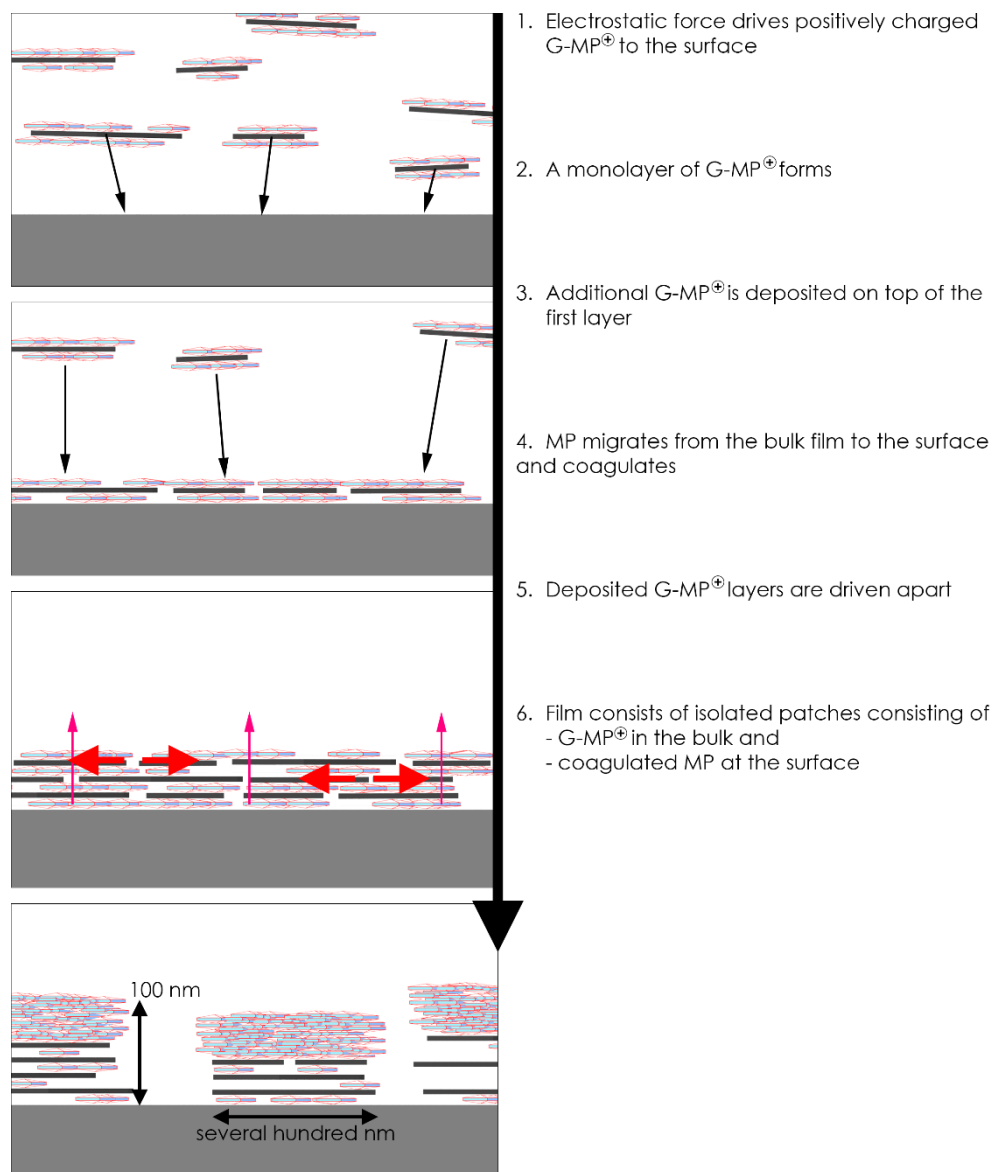 1. Electrostatic force drives positively charged
G-MP⊕ to the surface
2. A monolayer of G-MP⊕ forms
3. Additional G-MP⊕ is deposited on top of the
first layer
4. MP migrates from the bulk film to the surface
and coagulates
5. Deposited G-MP⊕ layers are driven apart
6. Film consists of isolated patches consisting of
- G-MP⊕ in the bulk and
- coagulated MP at the surface
100 nm
several hundred nm